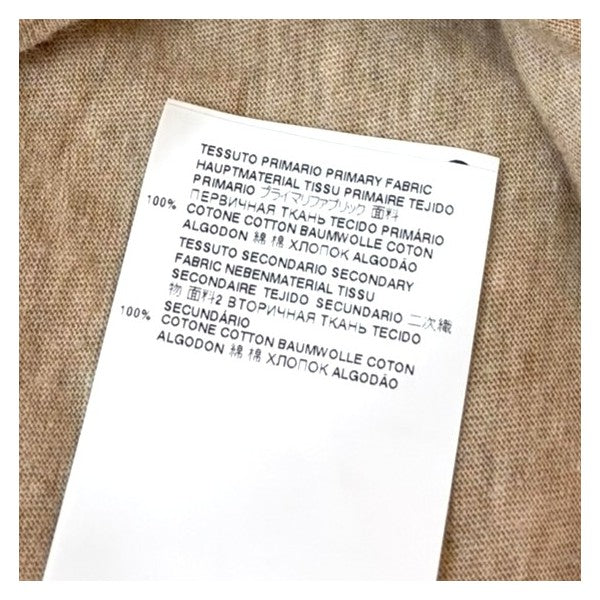 TESSUTO PRIMARIO PRIMARY FABRIC
HAUPTMATERIAL TISSU PRIMAIRE TEJIDO
PRIMARIO プライマリファブリック 面料
ПЕРВИЧНАЯ ТКАНЬ TECIDO PRIMÁRIO
100% COTONE COTTON BAUMWOLLE COTON
ALGODON 綿 棉 ХЛОПОК ALGODÃO
TESSUTO SECONDARIO SECONDARY
FABRIC NEBENMATERIAL TISSU
SECONDAIRE TEJIDO SECUNDARIO 二次織
物 面料2 ВТОРИЧНАЯ ТКАНЬ TECIDO
SECUNDÁRIO
100% COTONE COTTON BAUMWOLLE COTON
ALGODON 綿 棉 ХЛОПОК ALGODÃO